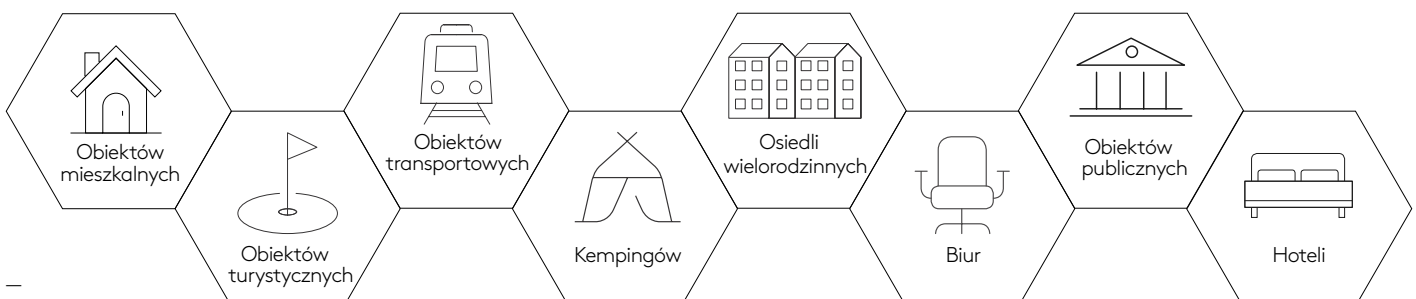 Obiektów
mieszkalnych
Obiektów
turystycznych
Obiektów
transportowych
Kempingów
Osiedli
wielorodzinnych
Biur
Obiektów
publicznych
Hoteli